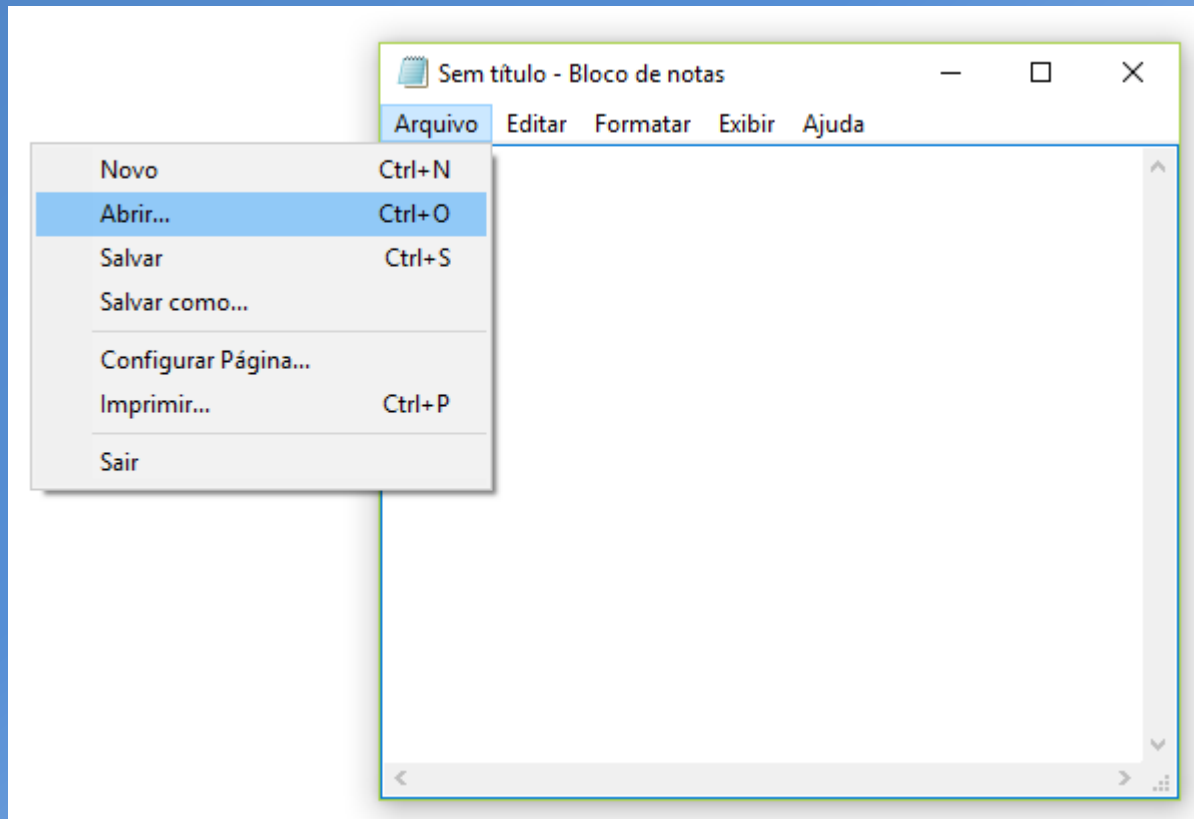 Sem título - Bloco de notas
Arquivo Editar Formatar Exibir Ajuda
Novo Ctrl+N
Abrir... Ctrl+O
Salvar Ctrl+S
Salvar como...
Configurar Página...
Imprimir... Ctrl+P
Sair